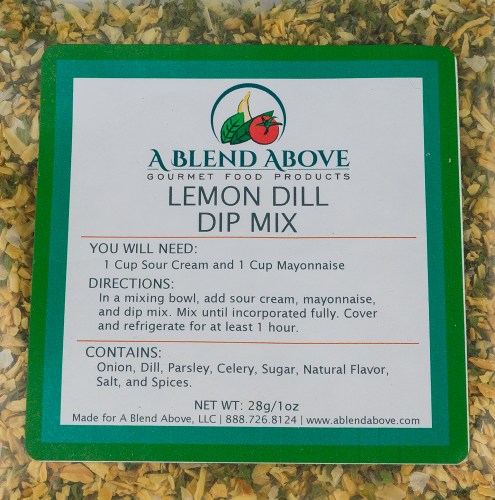 A BLEND ABOVE
GOURMET FOOD PRODUCTS
LEMON DILL
DIP MIX
YOU WILL NEED:
1 Cup Sour Cream and 1 Cup Mayonnaise
DIRECTIONS:
In a mixing bowl, add sour cream, mayonnaise,
and dip mix. Mix until incorporated fully. Cover
and refrigerate for at least 1 hour.
CONTAINS:
Onion, Dill, Parsley, Celery, Sugar, Natural Flavor,
Salt, and Spices.
NET WT: 28g/1oz
Made for A Blend Above, LLC | 888.726.8124 | www.ablendabove.com